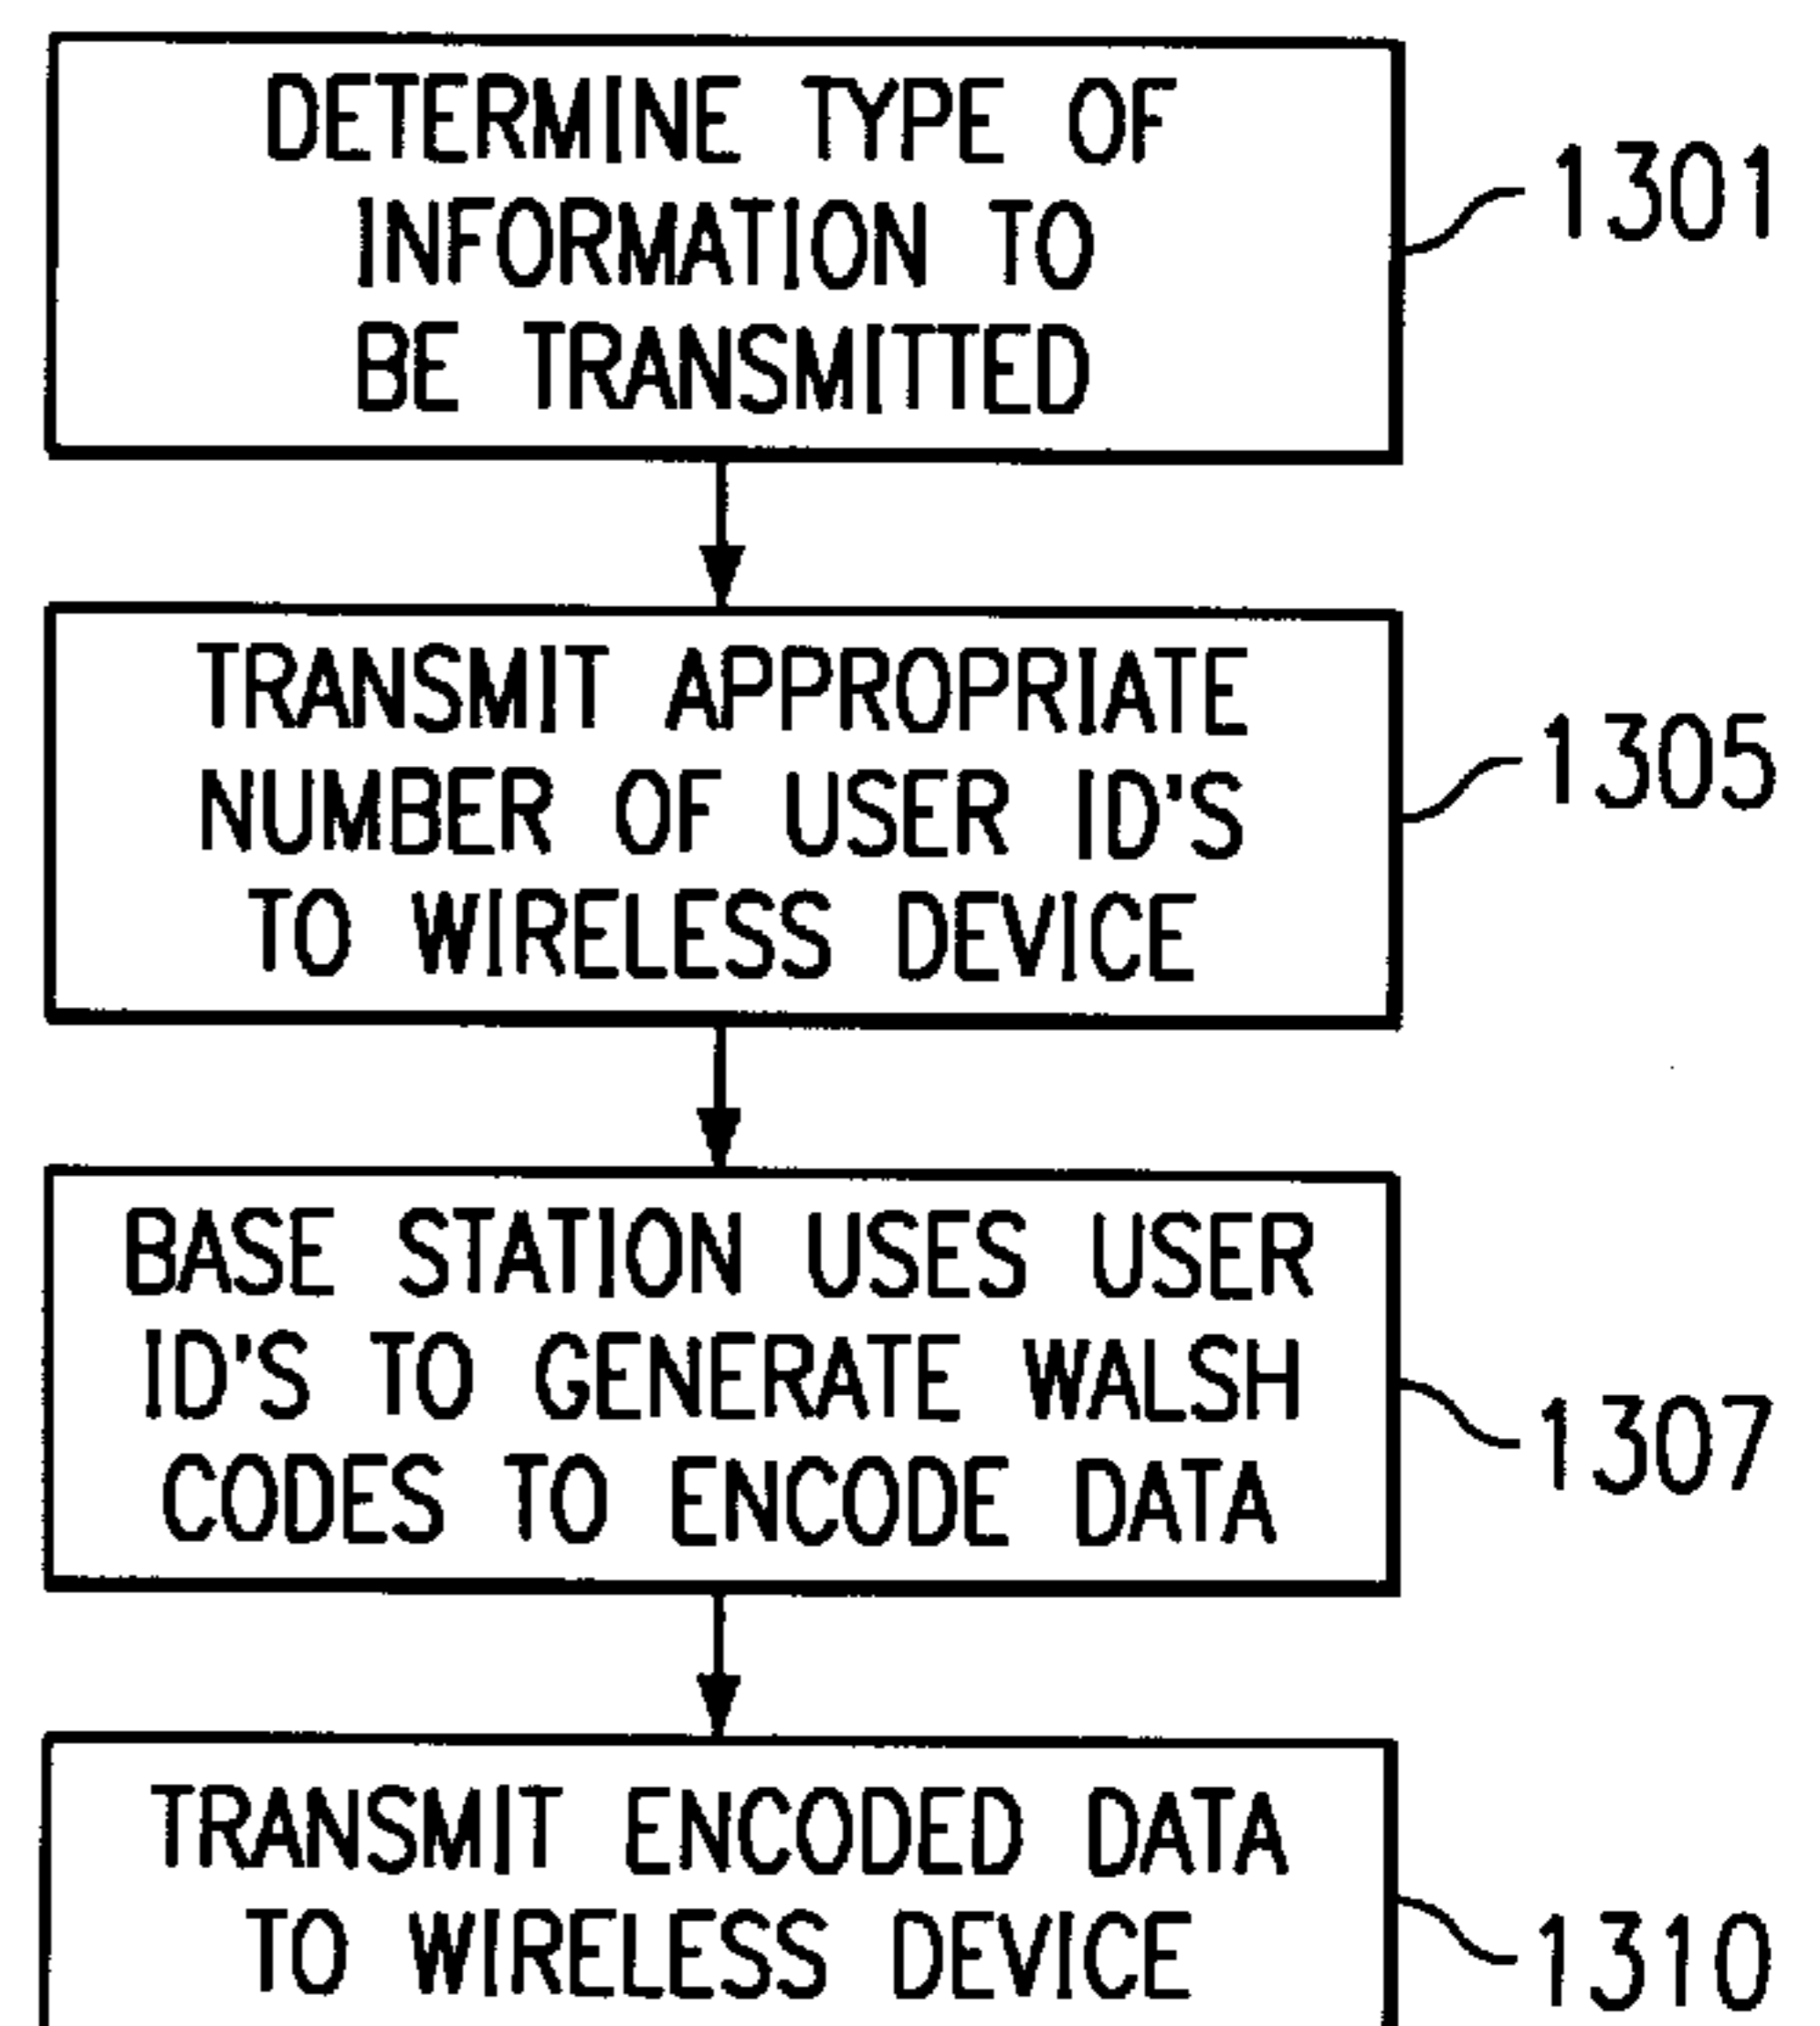 DETERMINE TYPE OF
INFORMATION TO
BE TRANSMITTED
1301
TRANSMIT APPROPRIATE
NUMBER OF USER ID'S
TO WIRELESS DEVICE
1305
BASE STATION USES USER
ID'S TO GENERATE WALSH
CODES TO ENCODE DATA
1307
TRANSMIT ENCODED DATA
TO WIRELESS DEVICE
1310